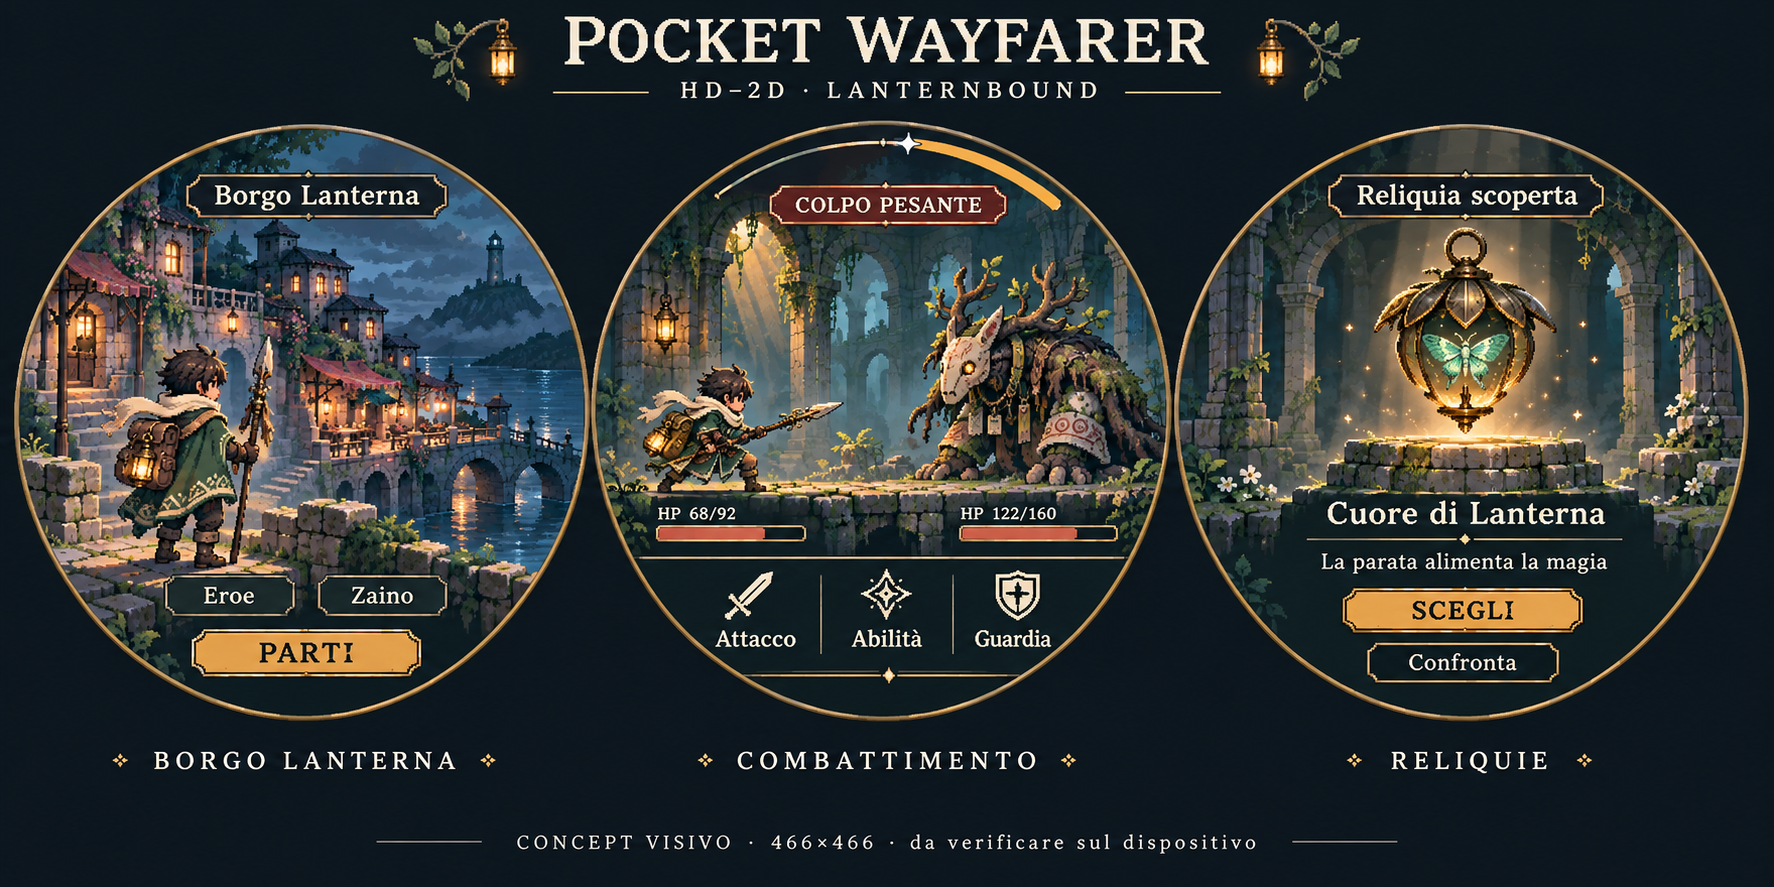 POCKET WAYFARER
HD-2D · LANTERNBOUND
Borgo Lanterna
Eroe
Zaino
PARTI
COLPO PESANTE
HP 68/92
HP 122/160
Attacco
Abilità
Guardia
Reliquia scoperta
Cuore di Lanterna
La parata alimenta la magia
SCEGLI
Confronta
BORGO LANTERNA
COMBATTIMENTO
RELIQUIE
CONCEPT VISIVO · 466×466 · da verificare sul dispositivo